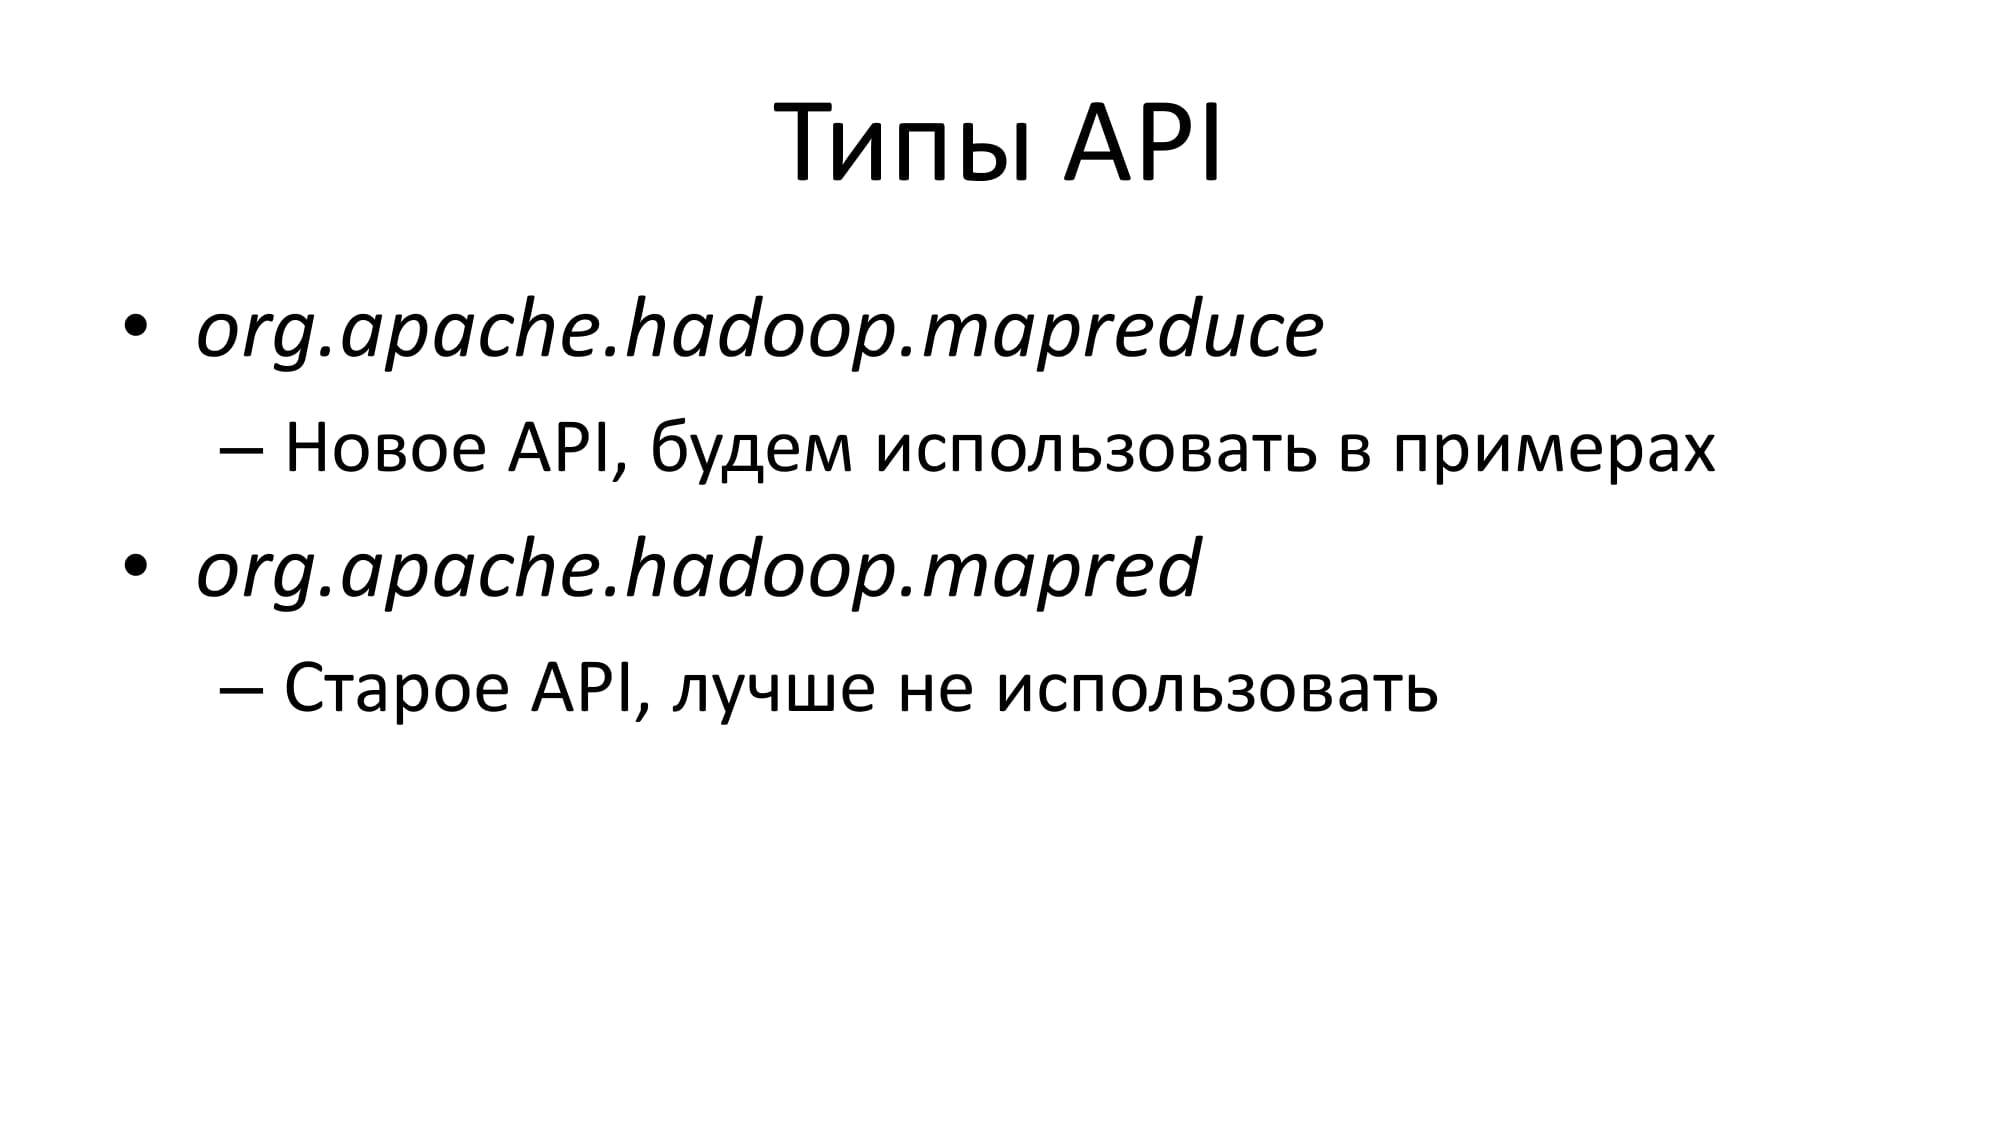 Типы API
• org.apache.hadoop.mapreduce
– Новое API, будем использовать в примерах
• org.apache.hadoop.mapred
– Старое API, лучше не использовать